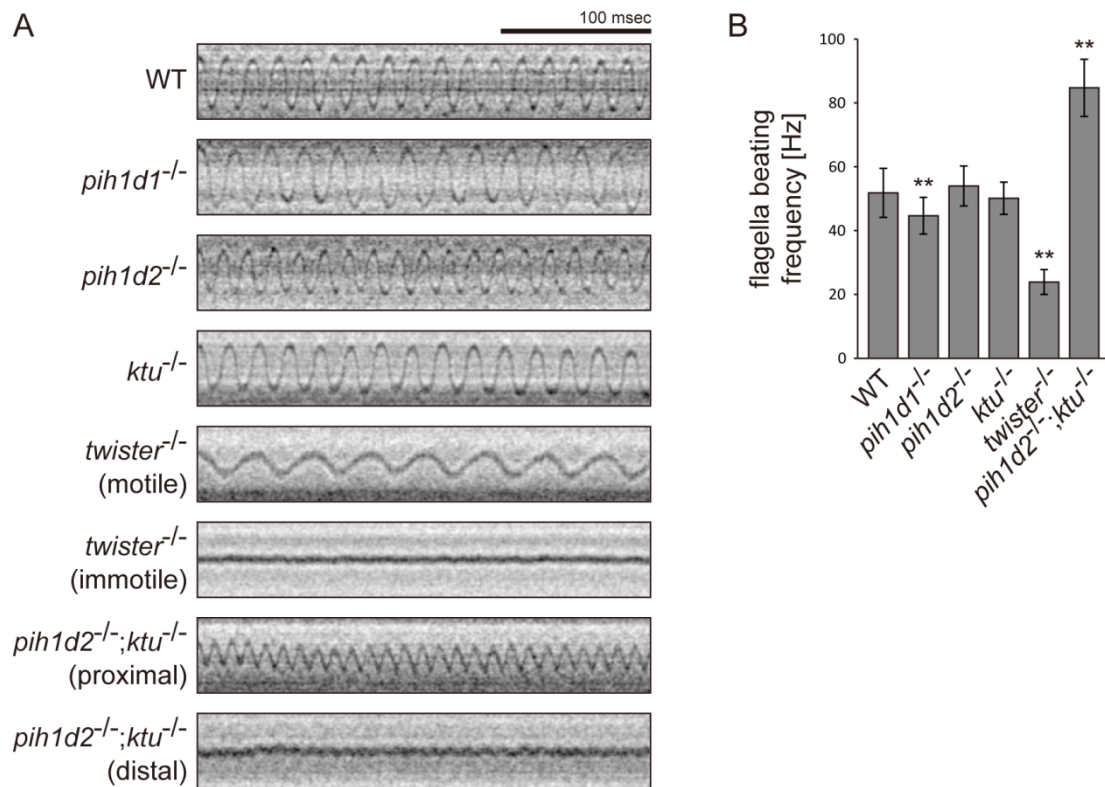 A
100 msec
WT
pih1d1-/-
pih1d2-/-
ktu-/-
twister-/-
(motile)
twister-/-
(immotile)
pih1d2-/-;ktu-/-
(proximal)
pih1d2-/-;ktu-/-
(distal)
B
flagella beating
frequency [Hz]
100
80
60
40
20
0
**
**
**
WT
pih1d1-/-
pih1d2-/-
ktu-/-
twister-/-
pih1d2-/-;ktu-/-